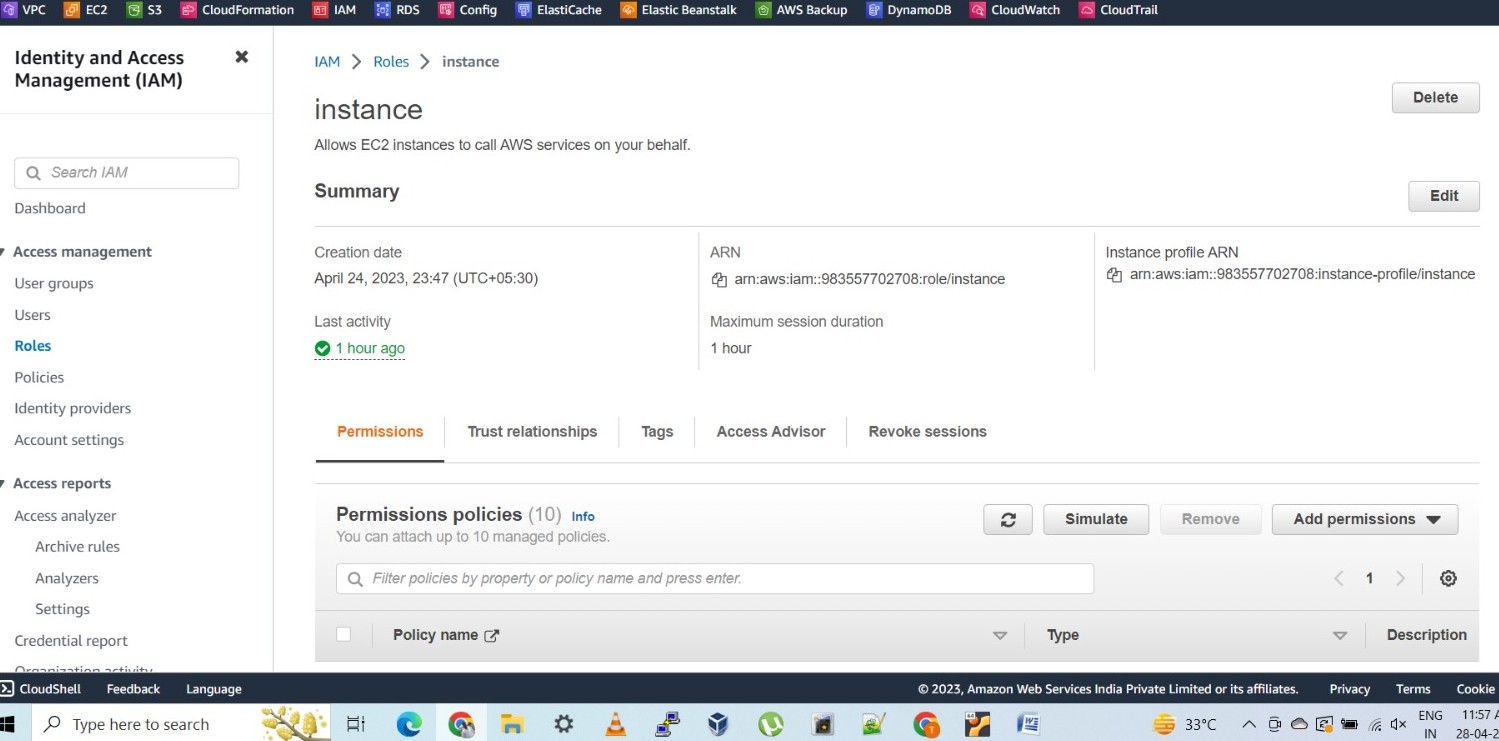 VPC EC2 S3 CloudFormation IAM RDS Config ElastiCache Elastic Beanstalk AWS Backup DynamoDB CloudWatch CloudTrail
Identity and Access
Management (IAM)
Search IAM
Dashboard
Access management
User groups
Users
Roles
Policies
Identity providers
Account settings
Access reports
Access analyzer
Archive rules
Analyzers
Settings
Credential report
Organization activity
IAM > Roles > instance
instance
Delete
Allows EC2 instances to call AWS services on your behalf.
Summary
Edit
Creation date
April 24, 2023, 23:47 (UTC+05:30)
ARN
arn:aws:iam::983557702708:role/instance
Instance profile ARN
arn:aws:iam::983557702708:instance-profile/instance
Last activity
1 hour ago
Maximum session duration
1 hour
Permissions Trust relationships Tags Access Advisor Revoke sessions
Permissions policies (10) Info
You can attach up to 10 managed policies.
Simulate Remove Add permissions
Filter policies by property or policy name and press enter.
1
Policy name Type Description
CloudShell Feedback Language © 2023, Amazon Web Services India Private Limited or its affiliates. Privacy Terms Cookie
Type here to search
33°C
ENG
IN
11:57 A
28-04-2